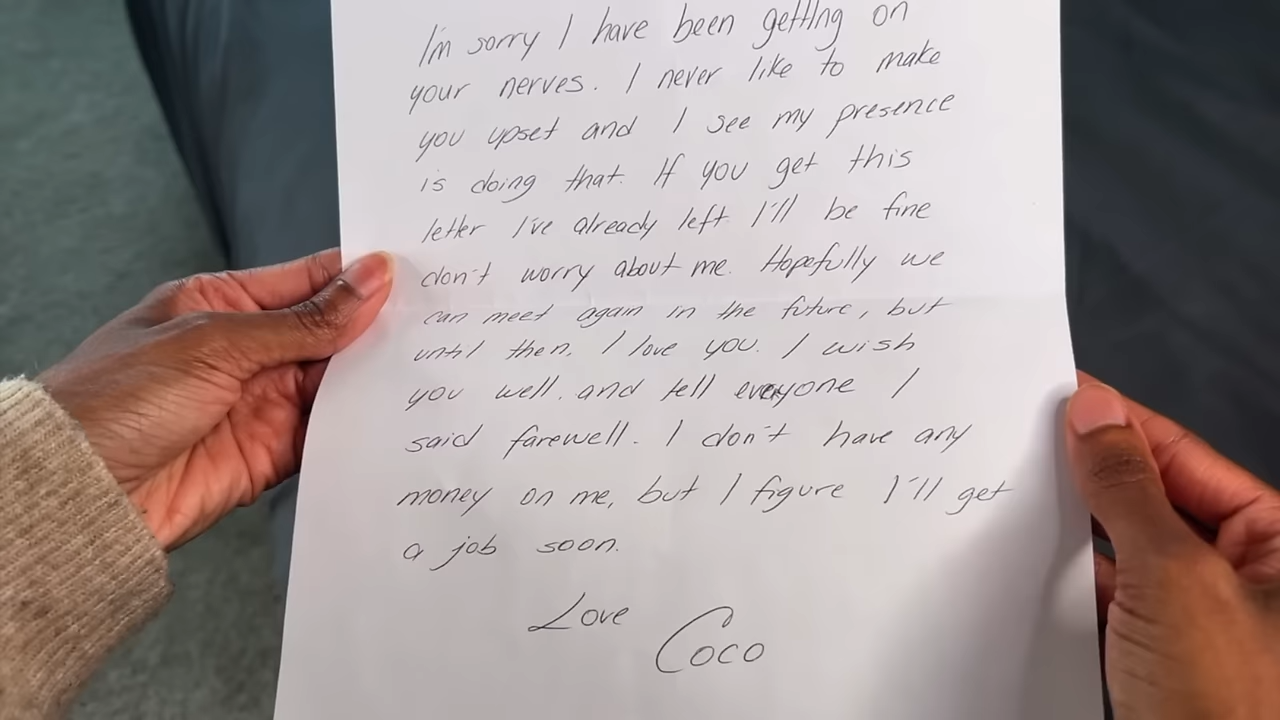 I'm sorry I have been getting on
your nerves. I never like to make
you upset and I see my presence
is doing that. If you get this
letter I've already left I'll be fine
don't worry about me. Hopefully we
can meet again in the future, but
until then, I love you. I wish
you well, and tell everyone I
said farewell. I don't have any
money on me, but I figure I'll get
a job soon.
Love
Coco